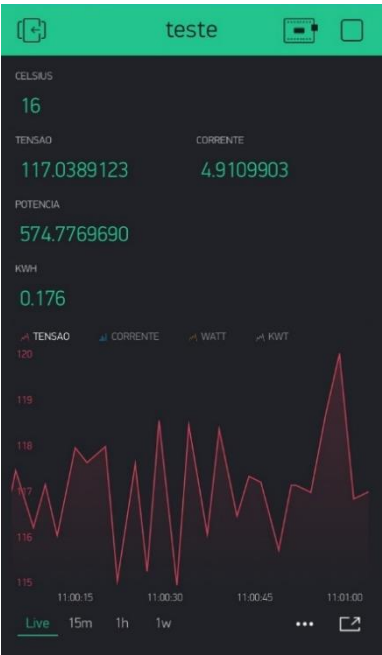 teste
CELSIUS
16
TENSAO CORRENTE
117.0389123 4.9109903
POTENCIA
574.7769690
KWH
0.176
TENSAO CORRENTE WATT KWT
120
119
118
117
116
115
11:00:15 11:00:30 11:00:45 11:01:00
Live 15m 1h 1w